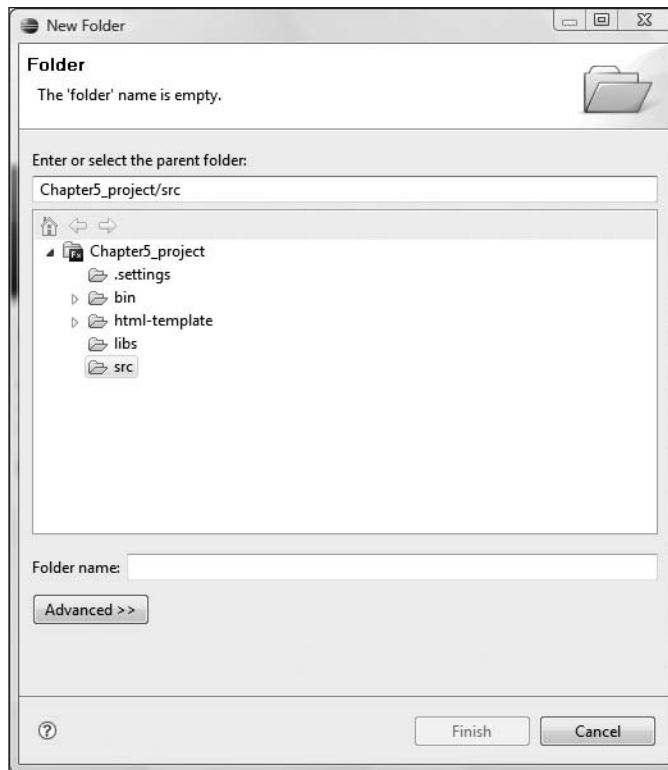 New Folder
Folder
The 'folder' name is empty.
Enter or select the parent folder:
Chapter5_project/src
Fx Chapter5_project
.settings
bin
html-template
libs
src
Folder name:
Advanced >>
?
Finish Cancel